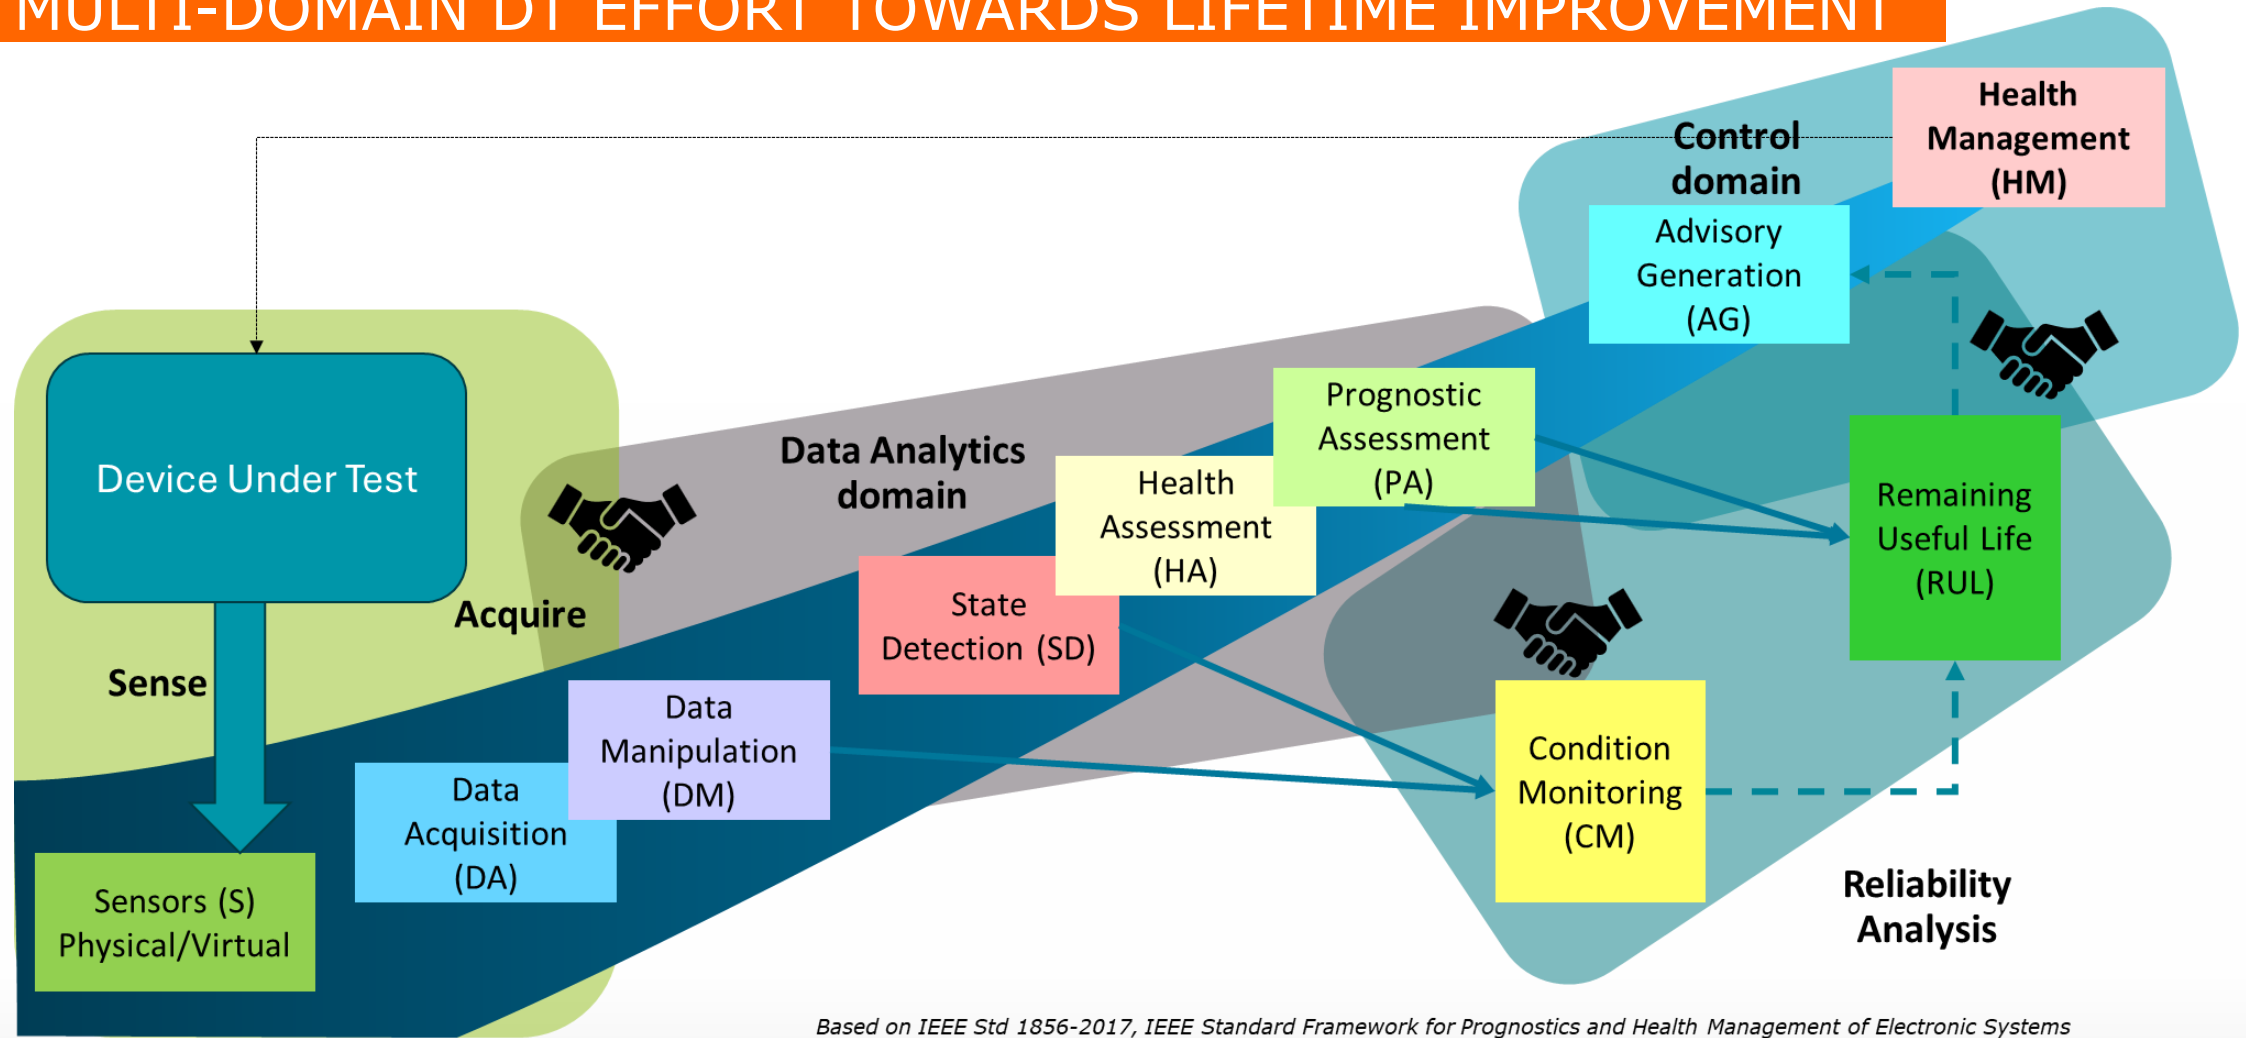 MULTI-DOMAIN DT EFFORT TOWARDS LIFETIME IMPROVEMENT
Health
Management
(HM)
Control
domain
Advisory
Generation
(AG)
Prognostic
Assessment
(PA)
Data Analytics
domain
Health
Assessment
(HA)
Device Under Test
Remaining
Useful Life
(RUL)
State
Detection (SD)
Acquire
Sense
Data
Manipulation
(DM)
Condition
Monitoring
(CM)
Data
Acquisition
(DA)
Sensors (S)
Physical/Virtual
Reliability
Analysis
Based on IEEE Std 1856-2017, IEEE Standard Framework for Prognostics and Health Management of Electronic Systems